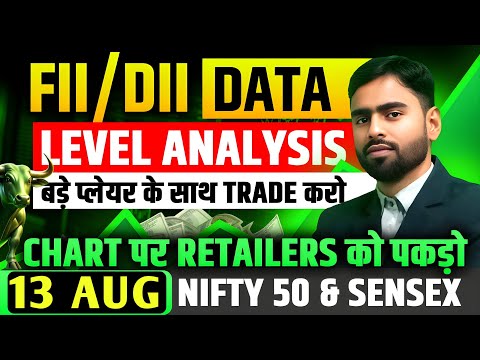 FII/DII DATA
LEVEL ANALYSIS
बड़े प्लेयर के साथ TRADE करो
CHART पर RETAILERS को पकड़ो
13 AUG NIFTY 50 & SENSEX